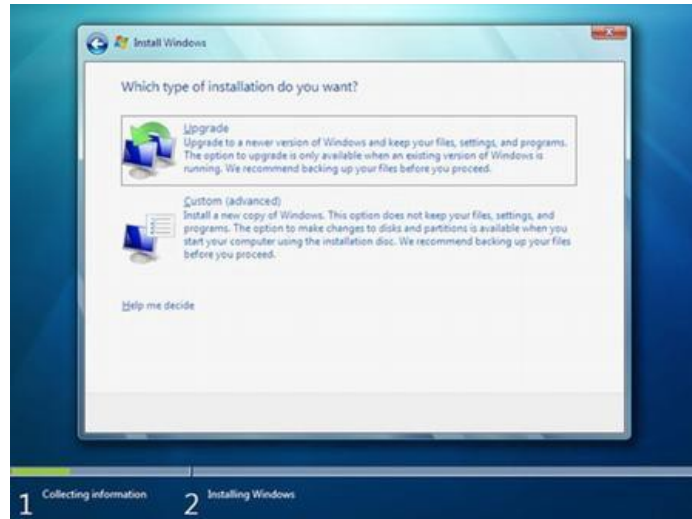 Install Windows
Which type of installation do you want?
Upgrade
Upgrade to a newer version of Windows and keep your files, settings, and programs.
The option to upgrade is only available when an existing version of Windows is
running. We recommend backing up your files before you proceed.
Custom (advanced)
Install a new copy of Windows. This option does not keep your files, settings, and
programs. The option to make changes to disks and partitions is available when you
start your computer using the installation disc. We recommend backing up your files
before you proceed.
Help me decide
1 Collecting information 2 Installing Windows